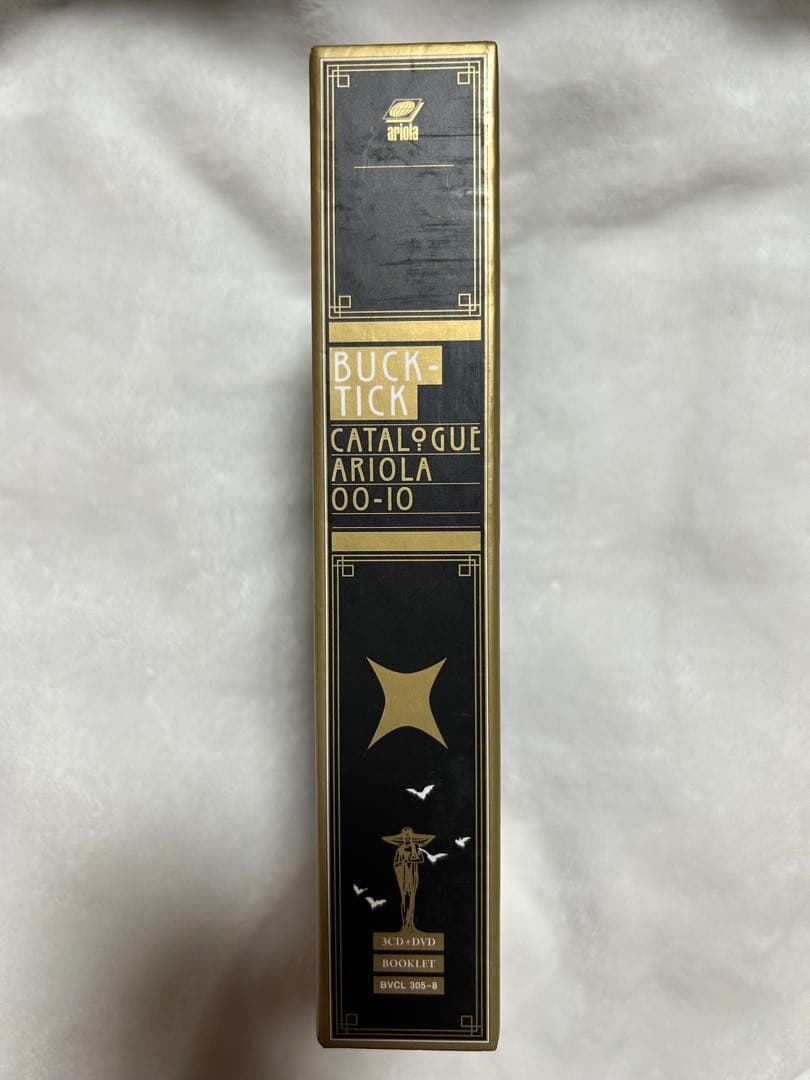 ariola
BUCK-
TICK
CATALOGUE
ARIOLA
00-10
3CD+DVD
BOOKLET
BVCL 305-8